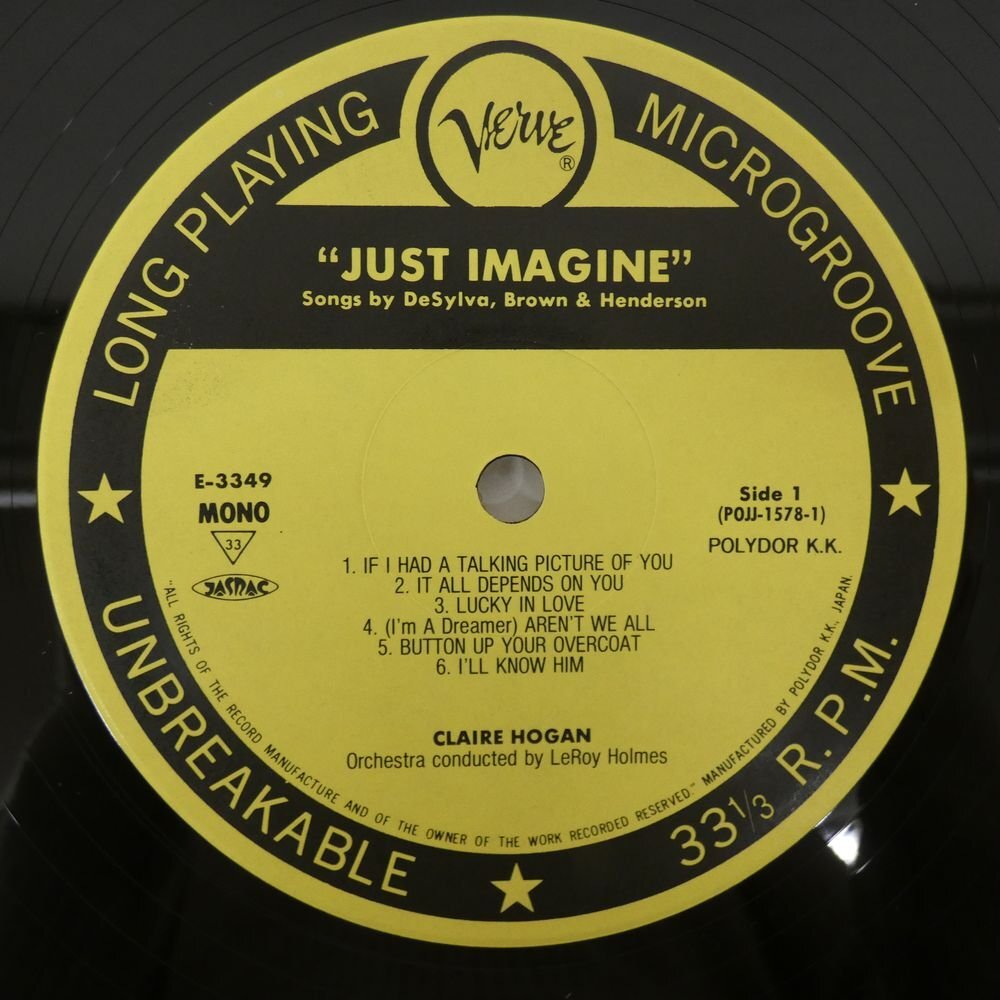 LONG PLAYING
MICROGROOVE
Verve®
"JUST IMAGINE"
Songs by DeSylva, Brown & Henderson
E-3349
MONO
33
JASRAC
Side 1
(POJJ-1578-1)
POLYDOR K.K.
1. IF I HAD A TALKING PICTURE OF YOU
2. IT ALL DEPENDS ON YOU
3. LUCKY IN LOVE
4. (I'm A Dreamer) AREN'T WE ALL
5. BUTTON UP YOUR OVERCOAT
6. I'LL KNOW HIM
CLAIRE HOGAN
Orchestra conducted by LeRoy Holmes
"ALL RIGHTS OF THE RECORD MANUFACTURE AND OF THE OWNER OF THE WORK RECORDED RESERVED." MANUFACTURED BY POLYDOR K.K., JAPAN.
UNBREAKABLE
33 1/3 R.P.M.